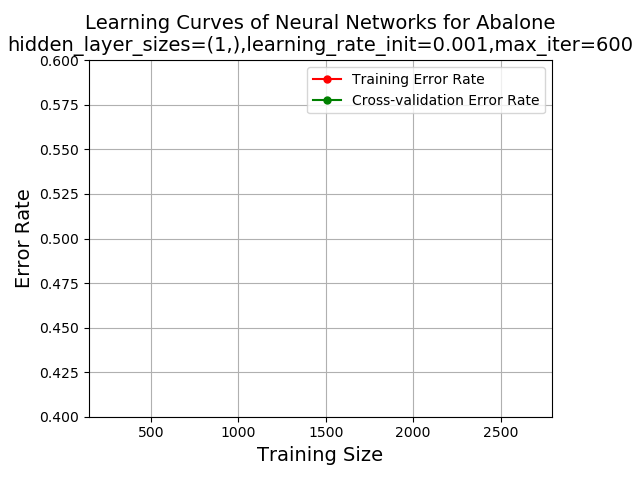 Learning Curves of Neural Networks for Abalone
hidden_layer_sizes=(1,),learning_rate_init=0.001,max_iter=600
Training Error Rate
Cross-validation Error Rate
0.600
0.575
0.550
0.525
0.500
0.475
0.450
0.425
0.400
Error Rate
500 1000 1500 2000 2500
Training Size